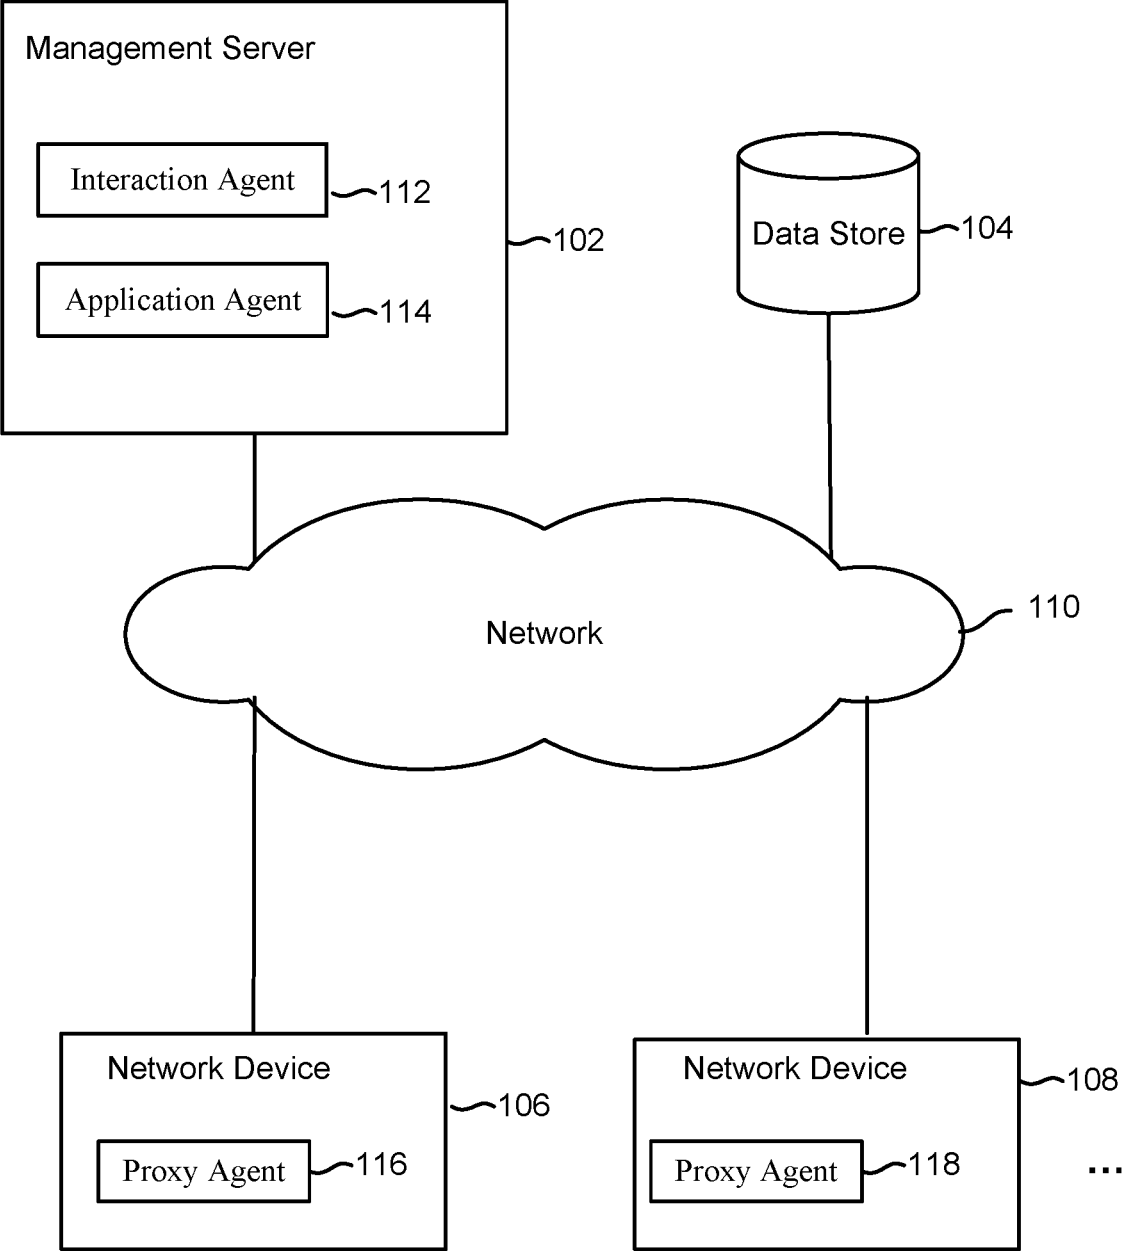 Management Server
Interaction Agent
112
102
Application Agent
114
Data Store
104
Network
110
Network Device
106
Proxy Agent
116
Network Device
108
Proxy Agent
118
...